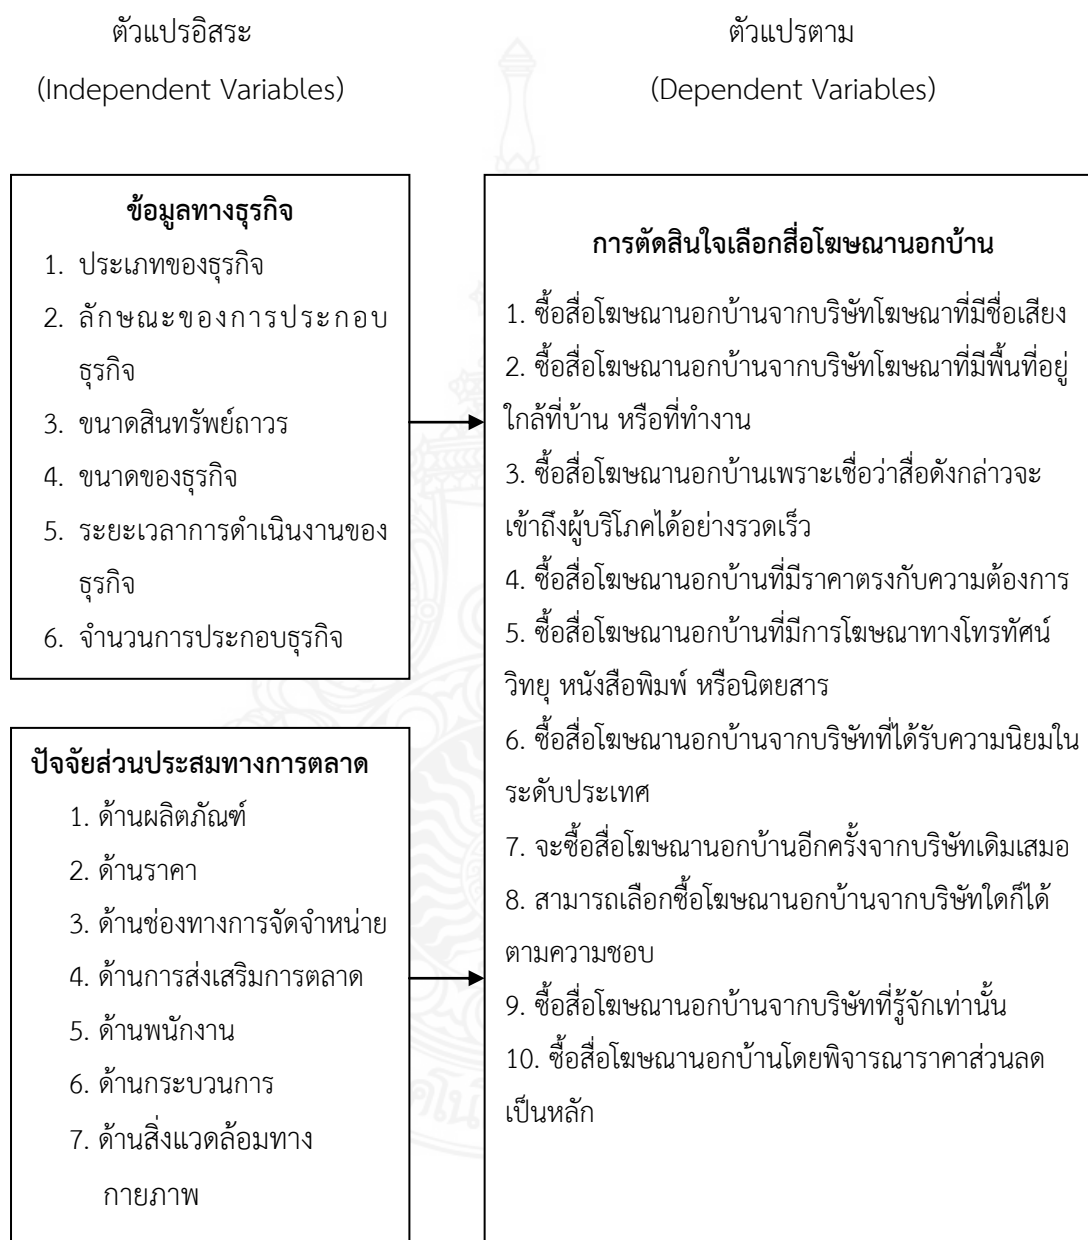 ตัวแปรอิสระ
(Independent Variables)
ตัวแปรตาม
(Dependent Variables)
ข้อมูลทางธุรกิจ
1. ประเภทของธุรกิจ
2. ลักษณะของการประกอบ
ธุรกิจ
3. ขนาดสินทรัพย์ถาวร
4. ขนาดของธุรกิจ
5. ระยะเวลาการดำเนินงานของ
ธุรกิจ
6. จำนวนการประกอบธุรกิจ
ปัจจัยส่วนประสมทางการตลาด
1. ด้านผลิตภัณฑ์
2. ด้านราคา
3. ด้านช่องทางการจัดจำหน่าย
4. ด้านการส่งเสริมการตลาด
5. ด้านพนักงาน
6. ด้านกระบวนการ
7. ด้านสิ่งแวดล้อมทาง
กายภาพ
การตัดสินใจเลือกสื่อโฆษณานอกบ้าน
1. ซื้อสื่อโฆษณานอกบ้านจากบริษัทโฆษณาที่มีชื่อเสียง
2. ซื้อสื่อโฆษณานอกบ้านจากบริษัทโฆษณาที่มีพื้นที่อยู่
ใกล้ที่บ้าน หรือที่ทำงาน
3. ซื้อสื่อโฆษณานอกบ้านเพราะเชื่อว่าสื่อดังกล่าวจะ
เข้าถึงผู้บริโภคได้อย่างรวดเร็ว
4. ซื้อสื่อโฆษณานอกบ้านที่มีราคาตรงกับความต้องการ
5. ซื้อสื่อโฆษณานอกบ้านที่มีการโฆษณาทางโทรทัศน์
วิทยุ หนังสือพิมพ์ หรือนิตยสาร
6. ซื้อสื่อโฆษณานอกบ้านจากบริษัทที่ได้รับความนิยมใน
ระดับประเทศ
7. จะซื้อสื่อโฆษณานอกบ้านอีกครั้งจากบริษัทเดิมเสมอ
8. สามารถเลือกซื้อโฆษณานอกบ้านจากบริษัทใดก็ได้
ตามความชอบ
9. ซื้อสื่อโฆษณานอกบ้านจากบริษัทที่รู้จักเท่านั้น
10. ซื้อสื่อโฆษณานอกบ้านโดยพิจารณาราคาส่วนลด
เป็นหลัก